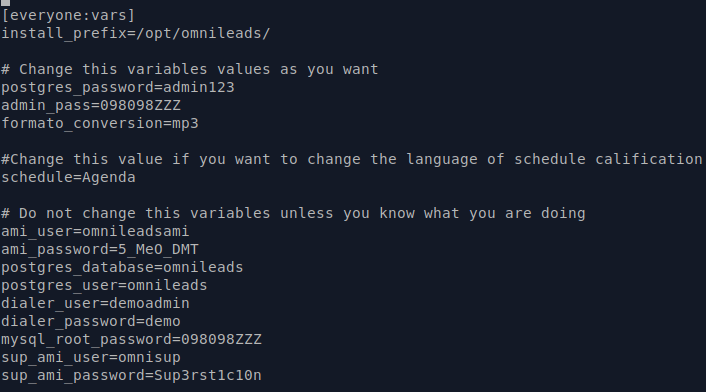 [everyone:vars]
install_prefix=/opt/omnileads/
# Change this variables values as you want
postgres_password=admin123
admin_pass=098098ZZZ
formato_conversion=mp3
#Change this value if you want to change the language of schedule calification
schedule=Agenda
# Do not change this variables unless you know what you are doing
ami_user=omnileadsami
ami_password=5_MeO_DMT
postgres_database=omnileads
postgres_user=omnileads
dialer_user=demoadmin
dialer_password=demo
mysql_root_password=098098ZZZ
sup_ami_user=omnisup
sup_ami_password=Sup3rst1c10n